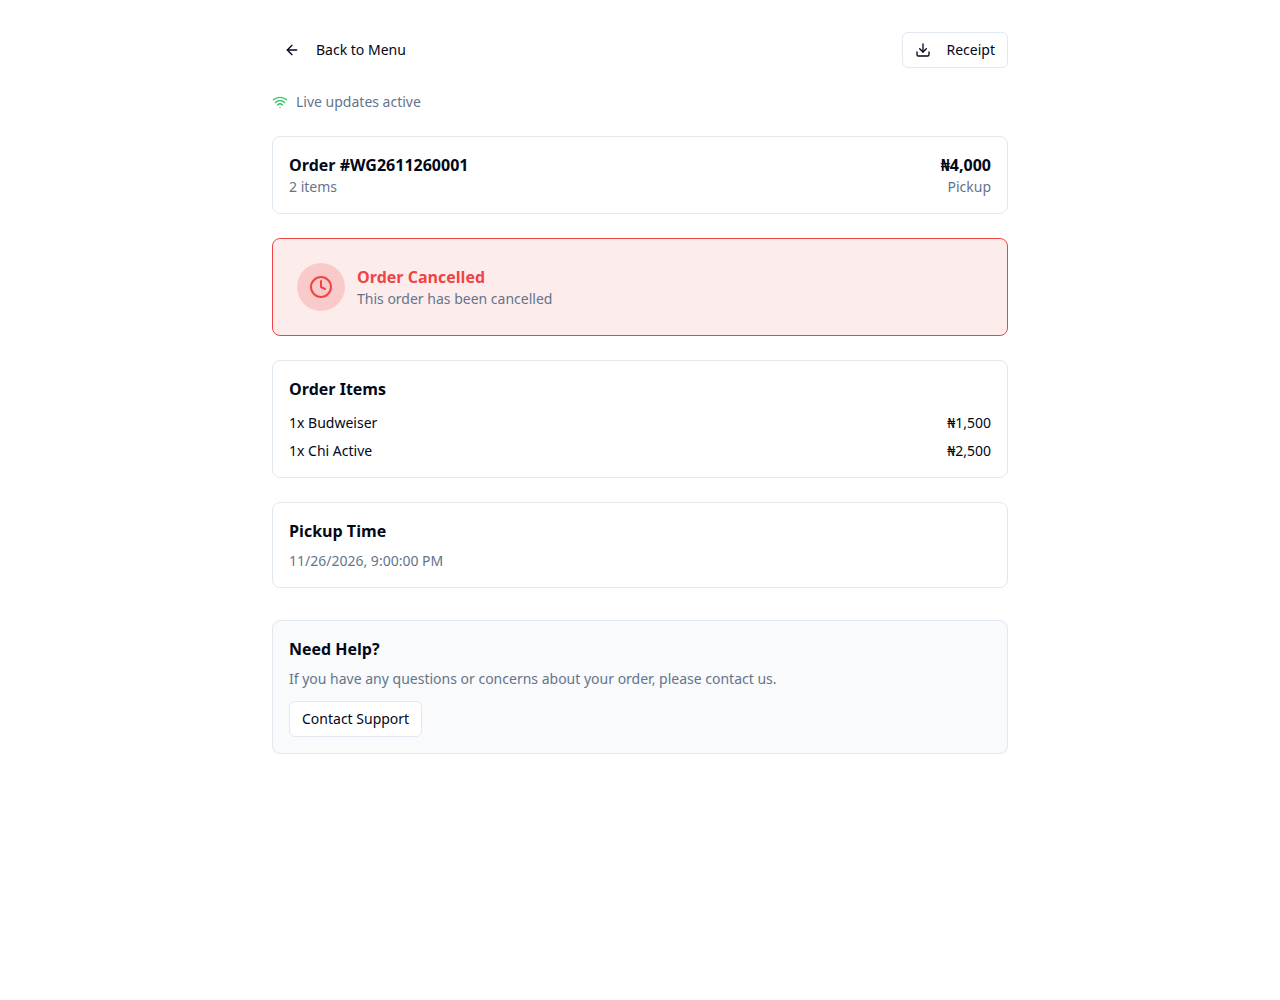 Back to Menu
Receipt
Live updates active
Order #WG2611260001
₦4,000
2 items
Pickup
Order Cancelled
This order has been cancelled
Order Items
1x Budweiser
₦1,500
1x Chi Active
₦2,500
Pickup Time
11/26/2026, 9:00:00 PM
Need Help?
If you have any questions or concerns about your order, please contact us.
Contact Support